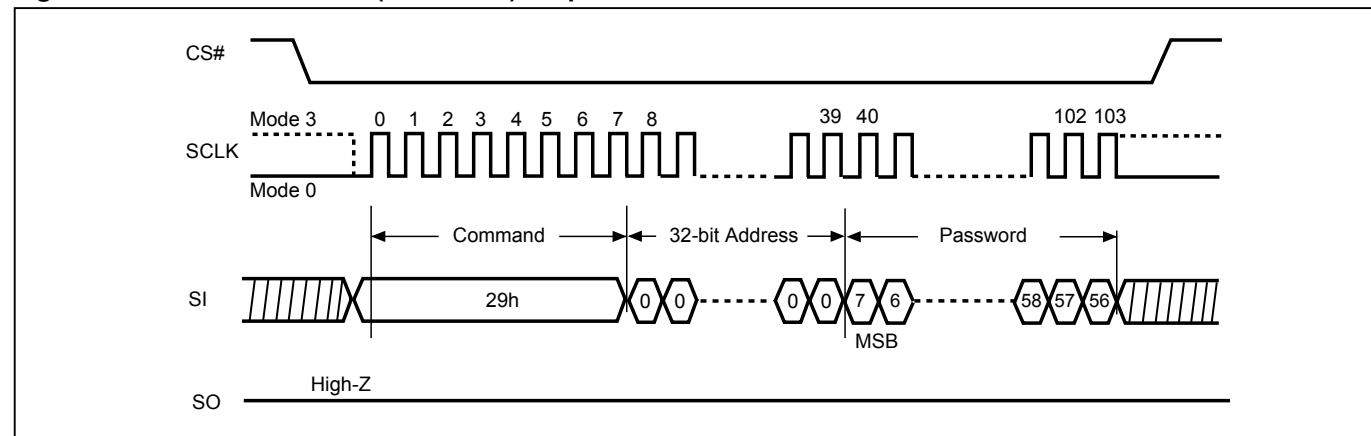 CS#
Mode 3 0 1 2 3 4 5 6 7 8 39 40 102 103
SCLK
Mode 0
Command 32-bit Address Password
SI 29h 0 0 0 0 7 6 58 57 56
MSB
High-Z
SO